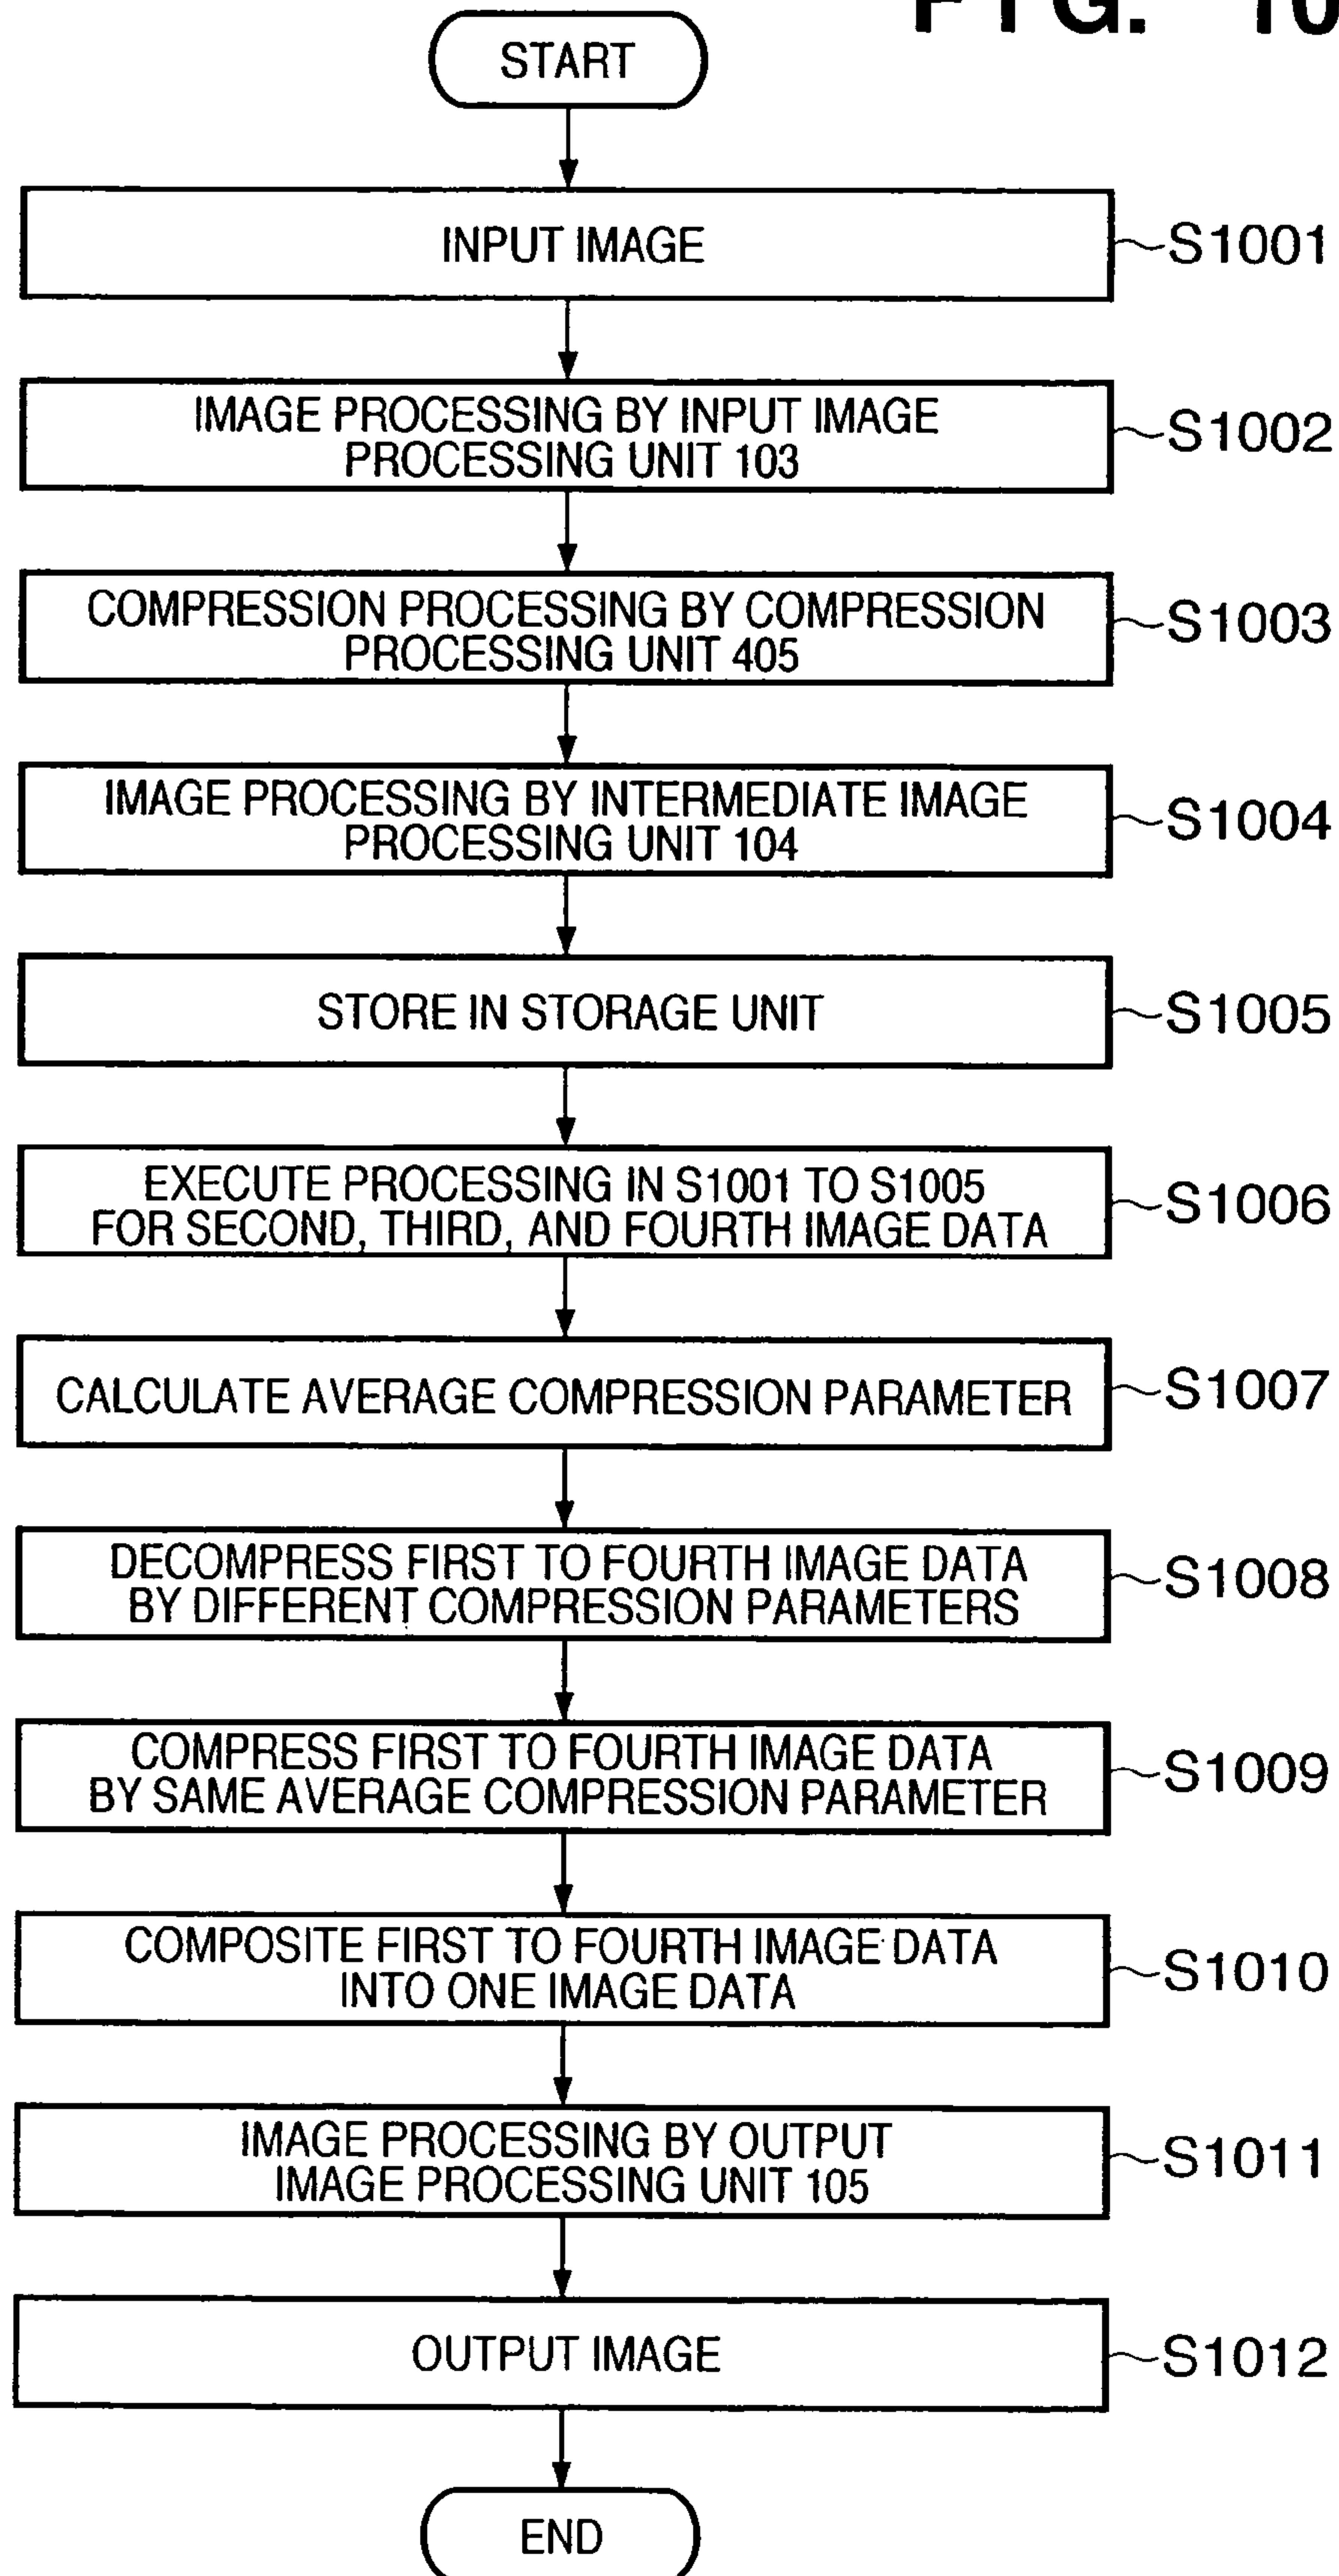 FIG. 10
START
INPUT IMAGE
S1001
IMAGE PROCESSING BY INPUT IMAGE
PROCESSING UNIT 103
S1002
COMPRESSION PROCESSING BY COMPRESSION
PROCESSING UNIT 405
S1003
IMAGE PROCESSING BY INTERMEDIATE IMAGE
PROCESSING UNIT 104
S1004
STORE IN STORAGE UNIT
S1005
EXECUTE PROCESSING IN S1001 TO S1005
FOR SECOND, THIRD, AND FOURTH IMAGE DATA
S1006
CALCULATE AVERAGE COMPRESSION PARAMETER
S1007
DECOMPRESS FIRST TO FOURTH IMAGE DATA
BY DIFFERENT COMPRESSION PARAMETERS
S1008
COMPRESS FIRST TO FOURTH IMAGE DATA
BY SAME AVERAGE COMPRESSION PARAMETER
S1009
COMPOSITE FIRST TO FOURTH IMAGE DATA
INTO ONE IMAGE DATA
S1010
IMAGE PROCESSING BY OUTPUT
IMAGE PROCESSING UNIT 105
S1011
OUTPUT IMAGE
S1012
END